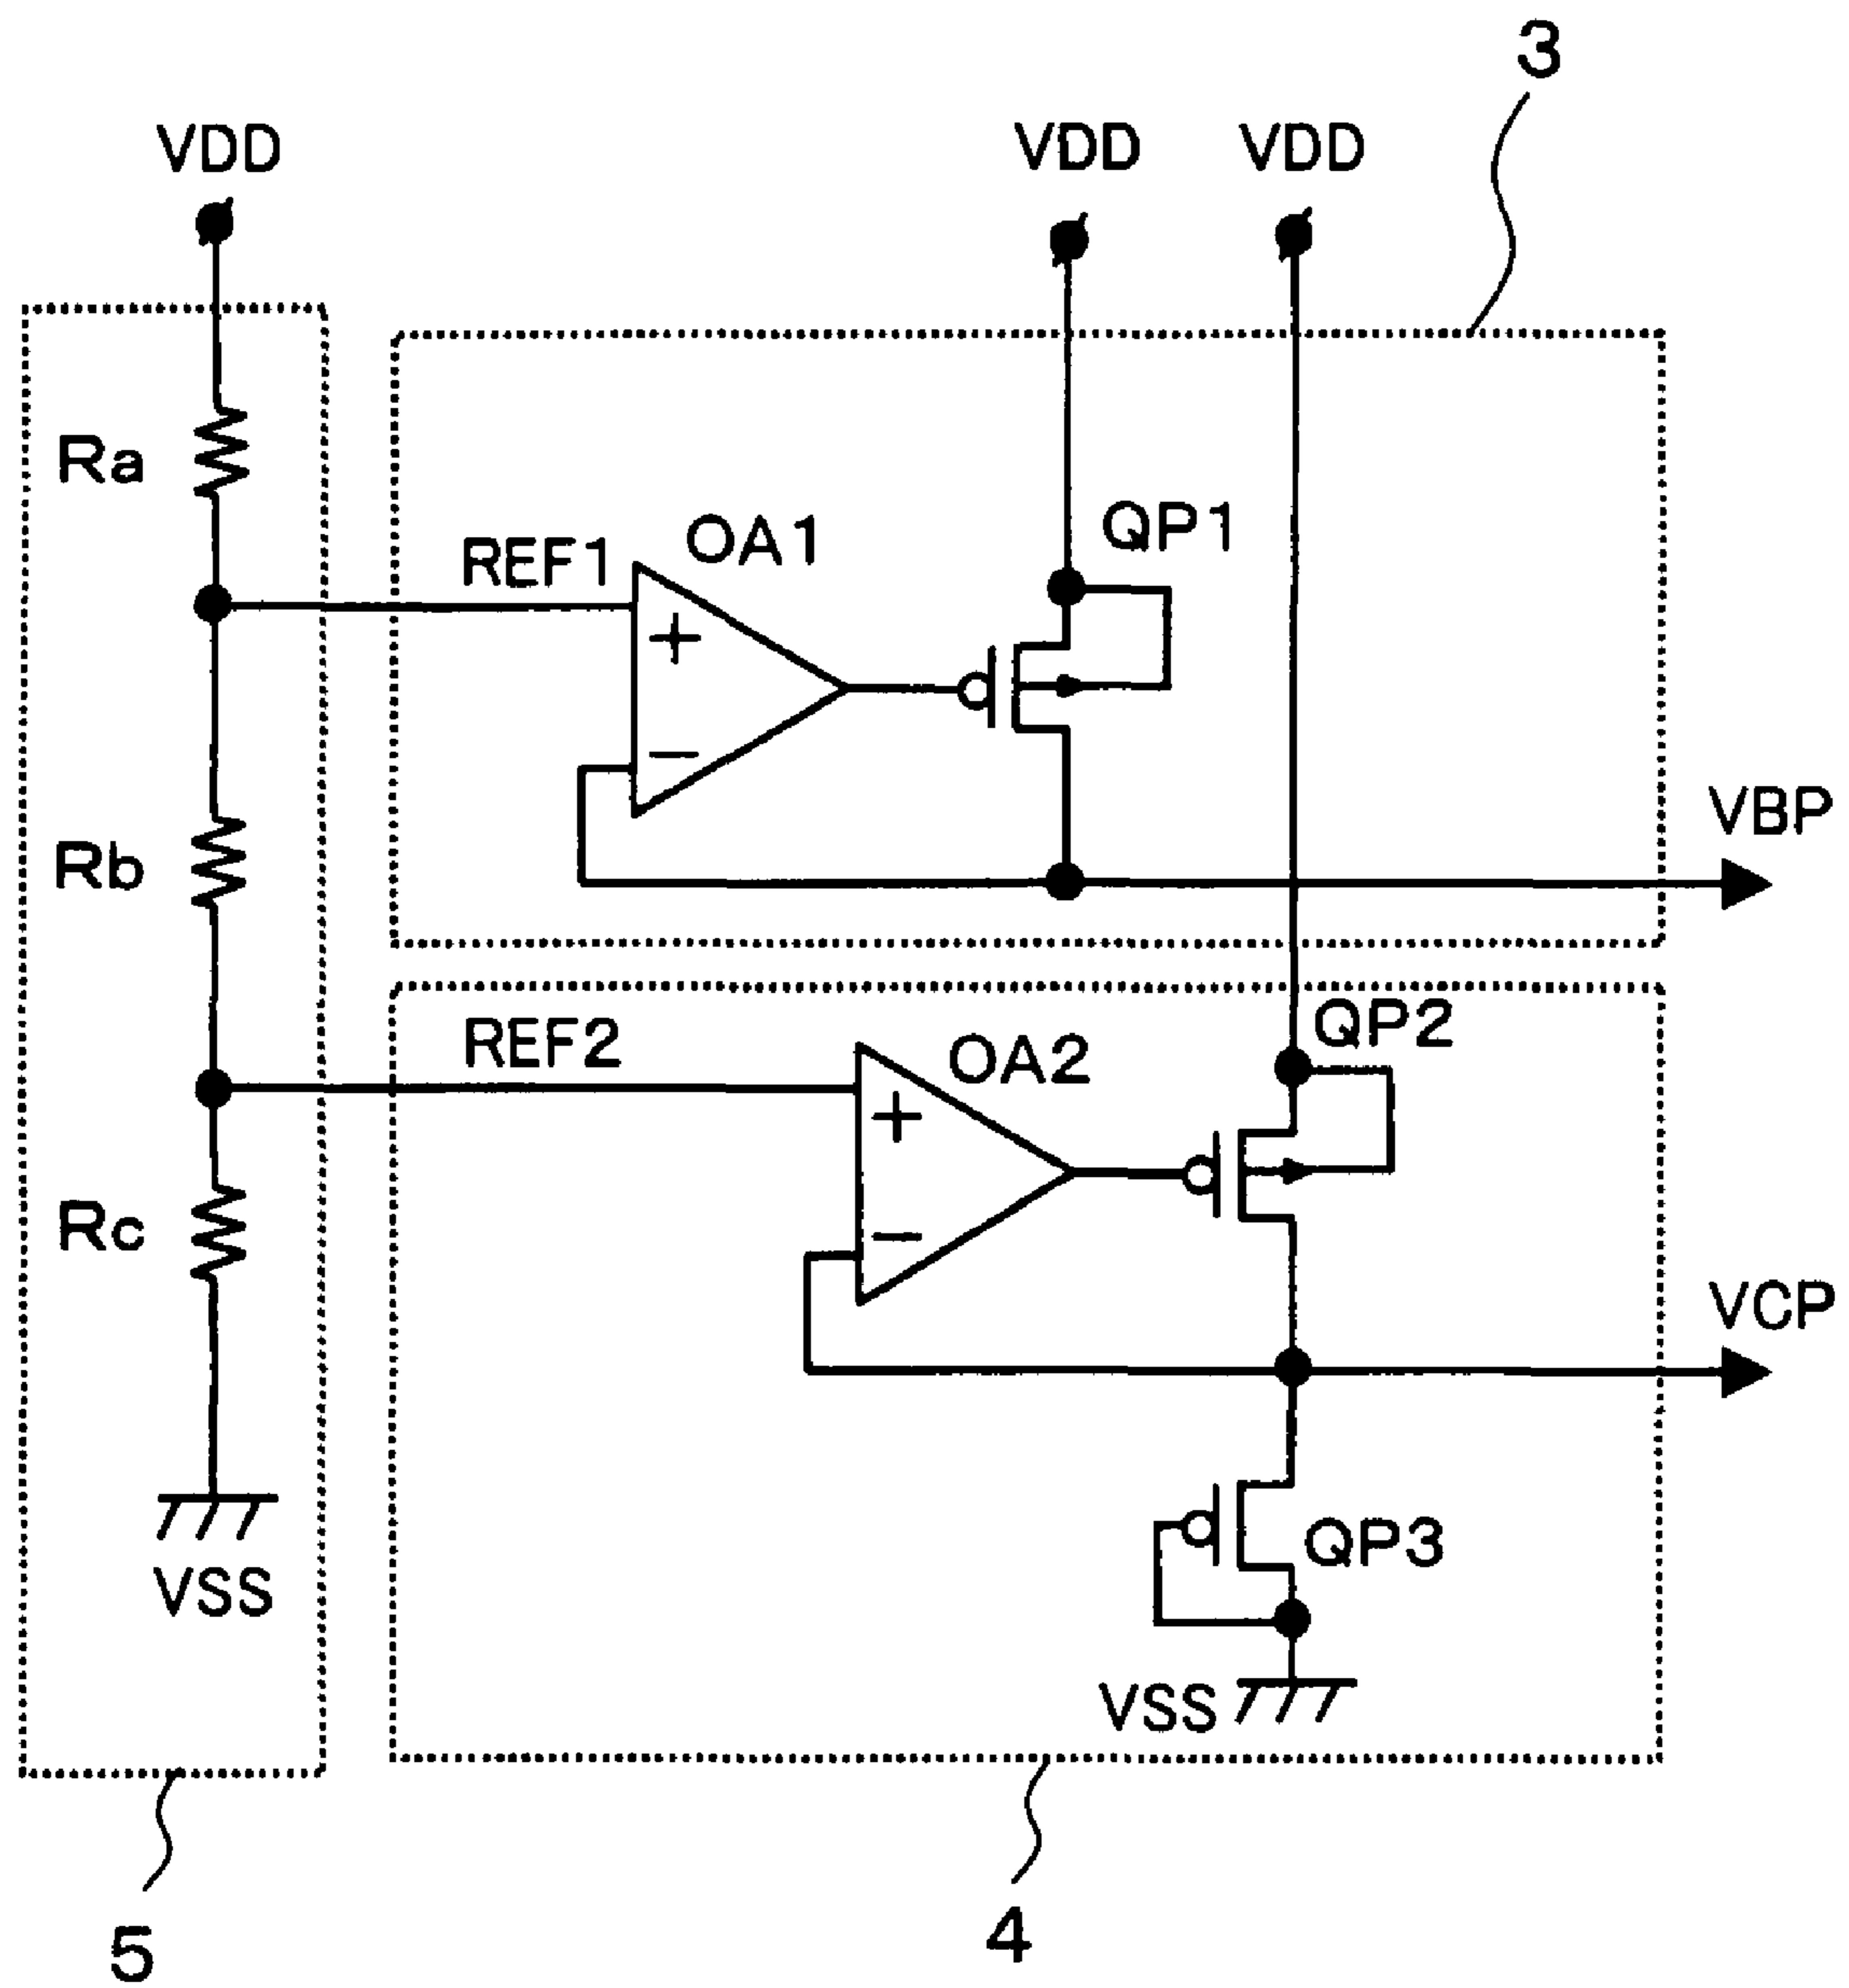 3
VDD
VDD
VDD
Ra
REF1
OA1
QP1
+
−
VBP
Rb
REF2
OA2
QP2
+
−
Rc
VCP
QP3
VSS
VSS
5
4